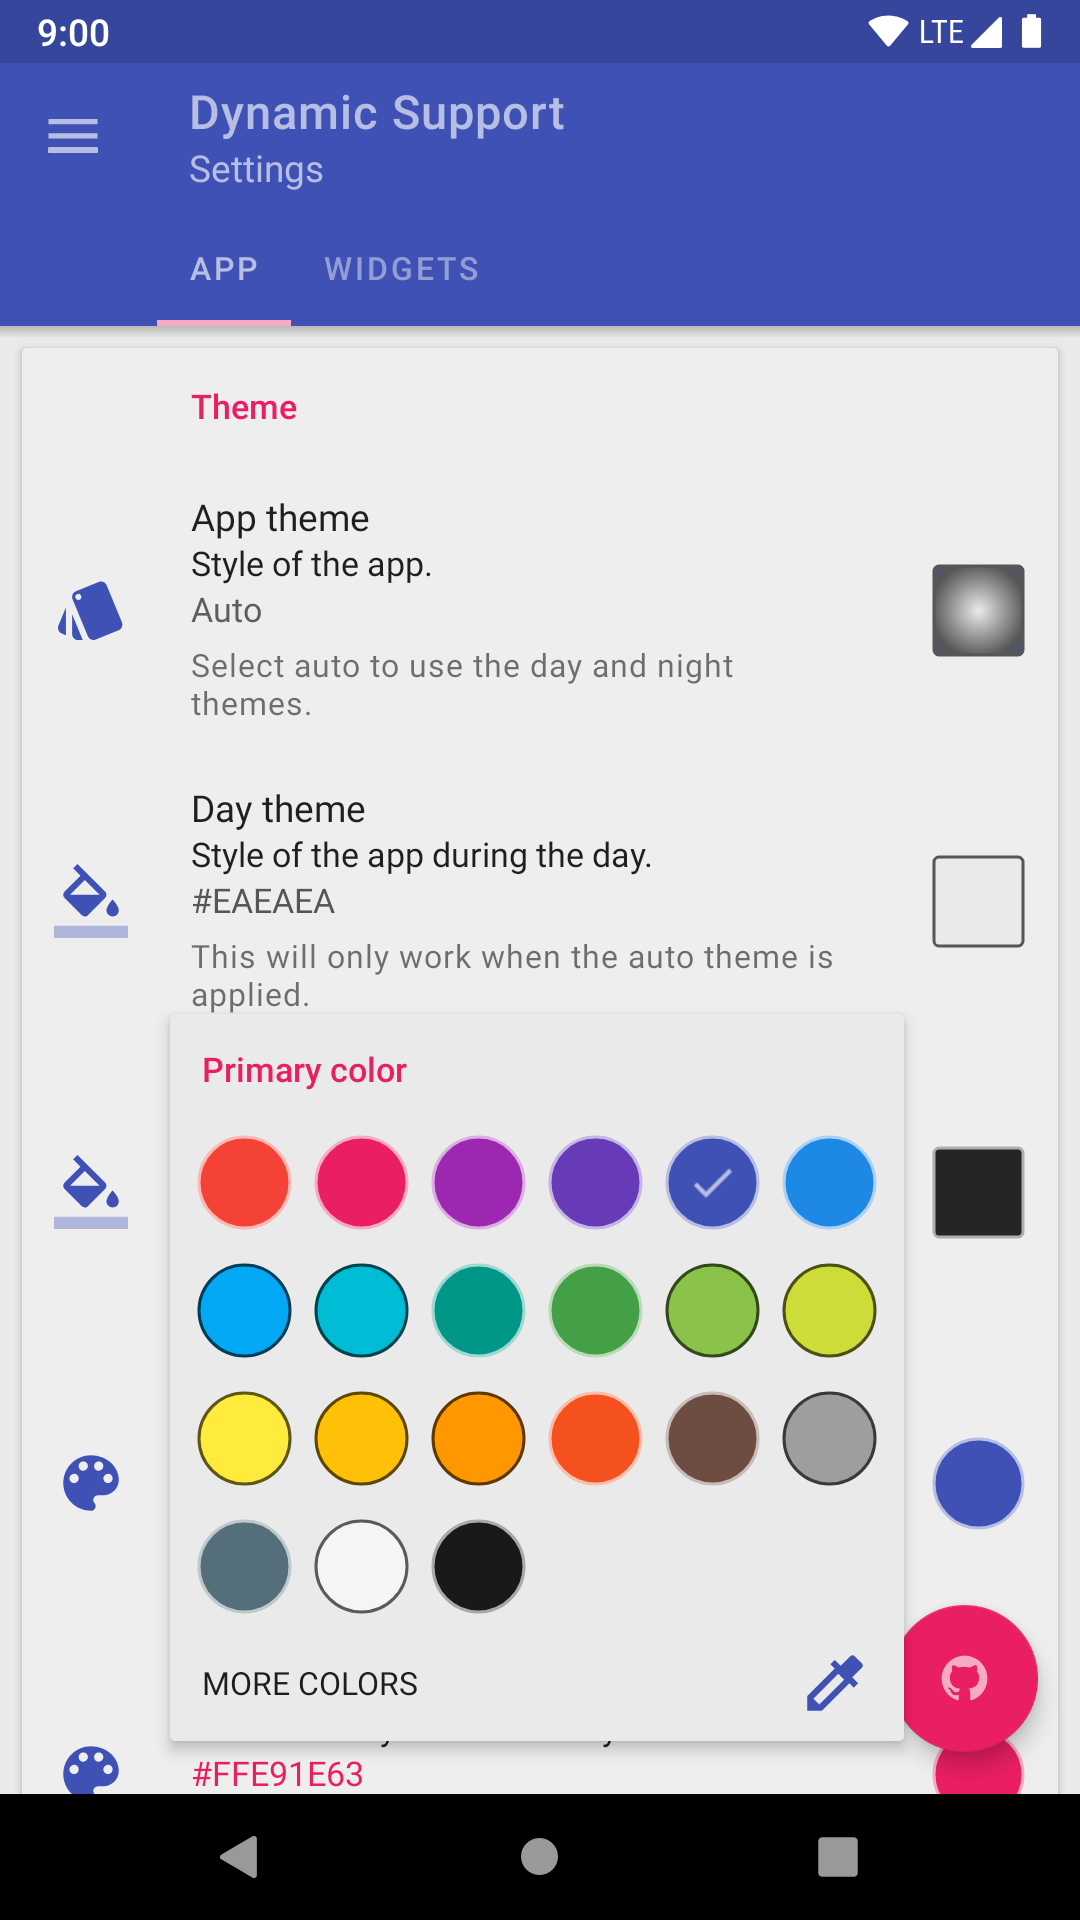 9:00
LTE
Dynamic Support
Settings
APP
WIDGETS
Theme
App theme
Style of the app.
Auto
Select auto to use the day and night
themes.
Day theme
Style of the app during the day.
#EAEAEA
This will only work when the auto theme is
applied.
Primary color
MORE COLORS
#FFE91E63